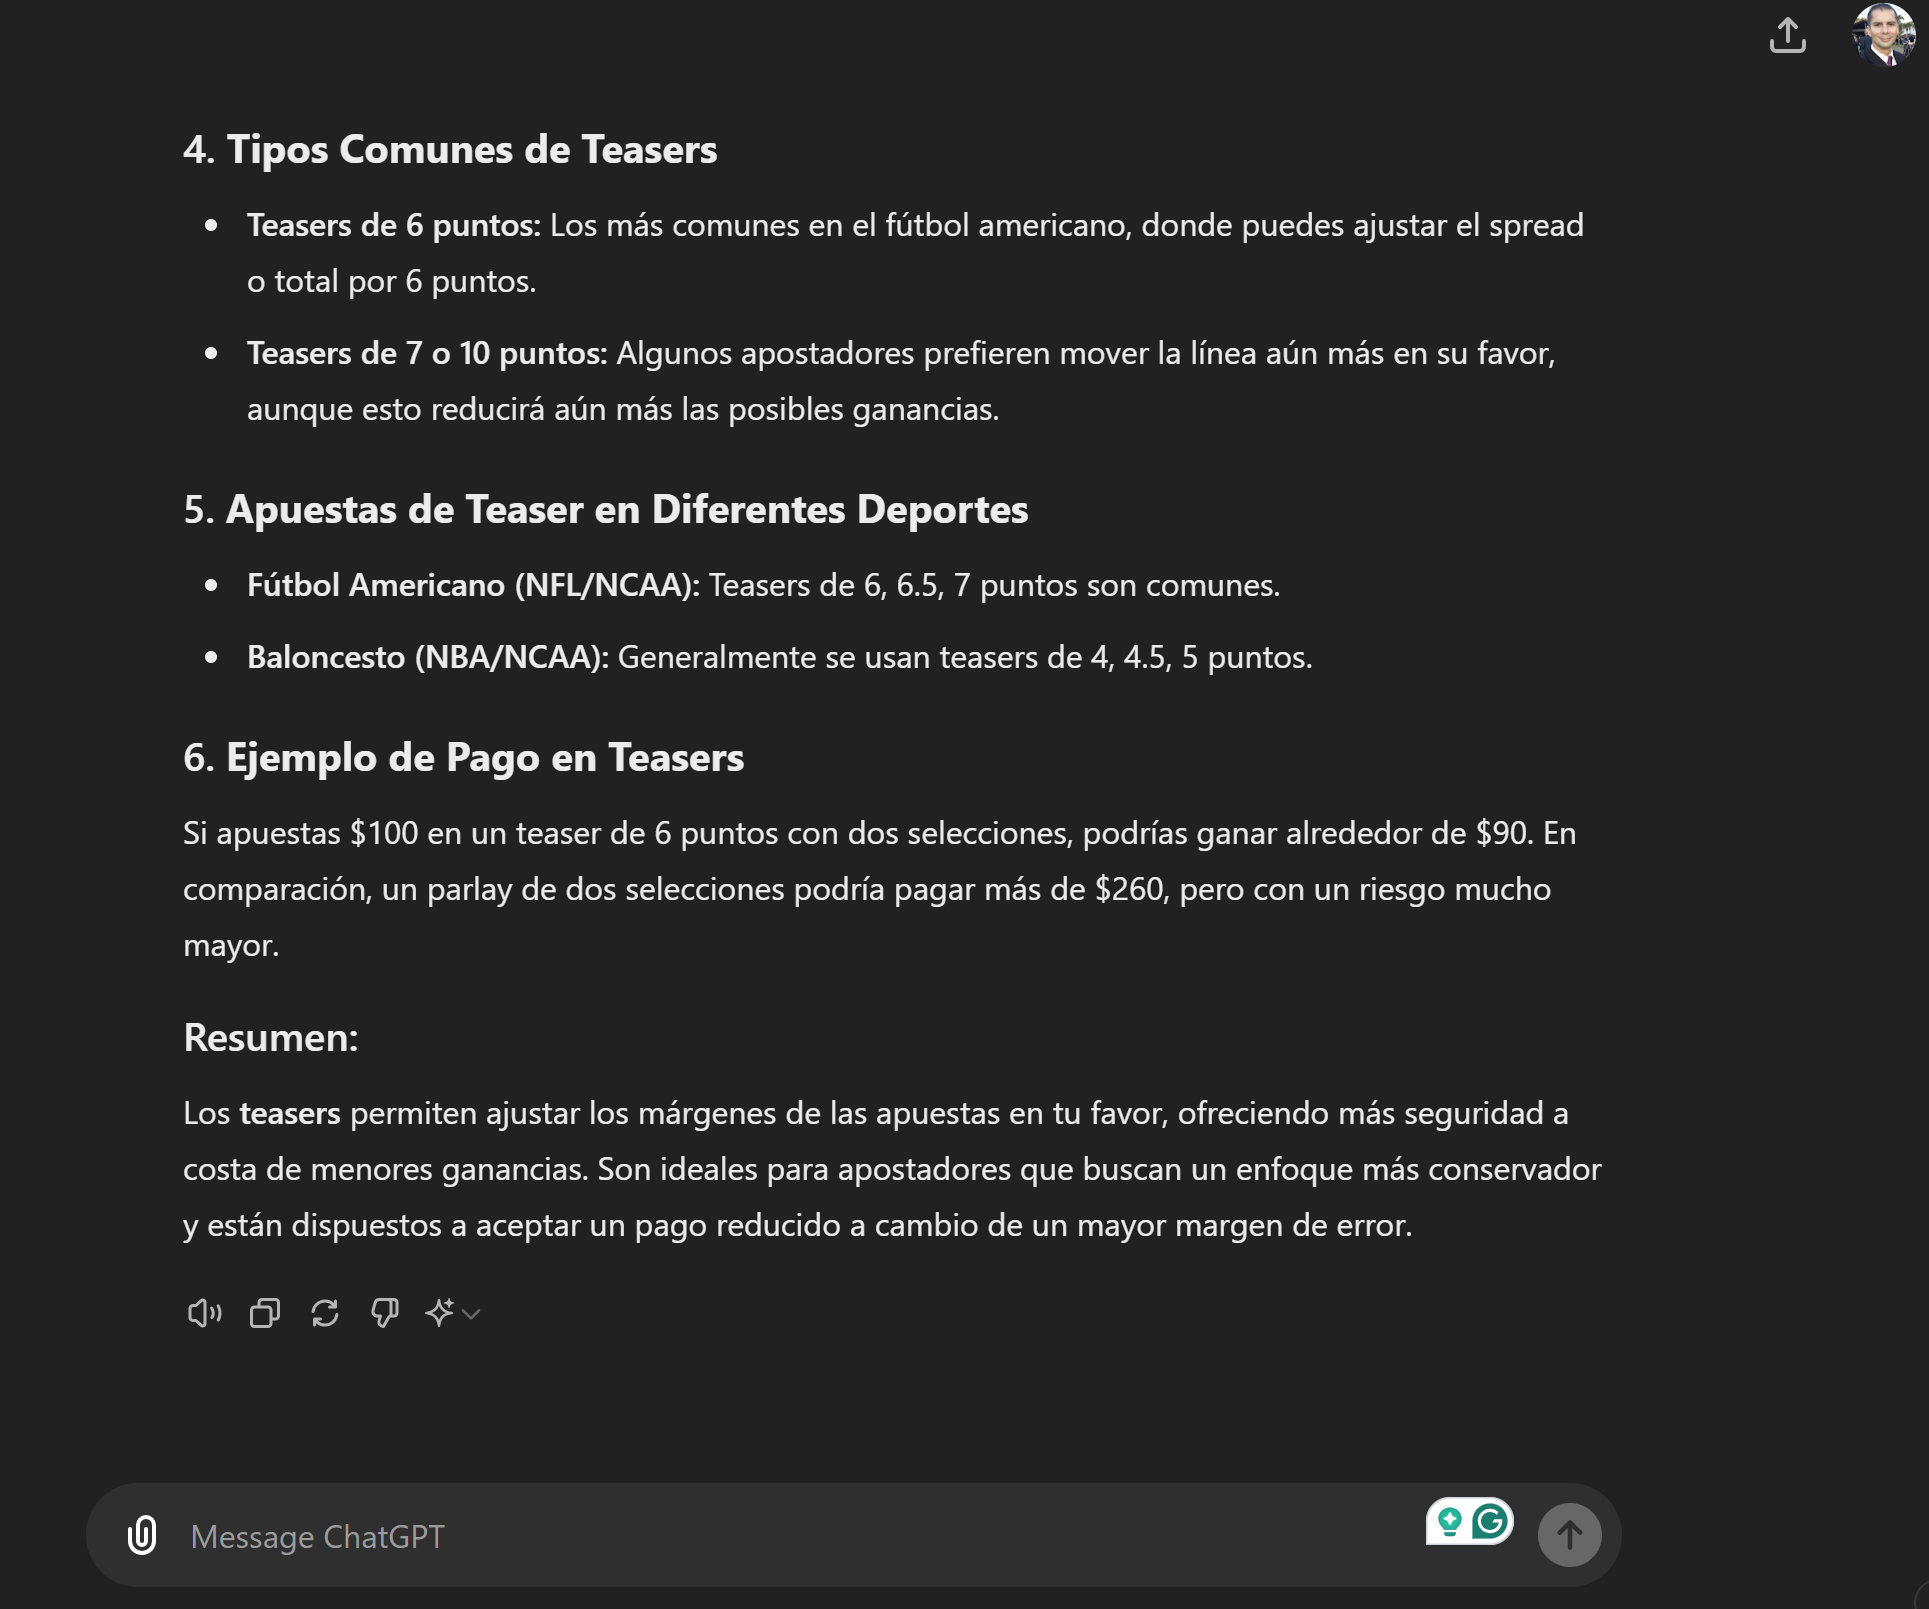 4. Tipos Comunes de Teasers
Teasers de 6 puntos: Los más comunes en el fútbol americano, donde puedes ajustar el spread
o total por 6 puntos.
Teasers de 7 o 10 puntos: Algunos apostadores prefieren mover la línea aún más en su favor,
aunque esto reducirá aún más las posibles ganancias.
5. Apuestas de Teaser en Diferentes Deportes
Fútbol Americano (NFL/NCAA): Teasers de 6, 6.5, 7 puntos son comunes.
Baloncesto (NBA/NCAA): Generalmente se usan teasers de 4, 4.5, 5 puntos.
6. Ejemplo de Pago en Teasers
Si apuestas $100 en un teaser de 6 puntos con dos selecciones, podrías ganar alrededor de $90. En
comparación, un parlay de dos selecciones podría pagar más de $260, pero con un riesgo mucho
mayor.
Resumen:
Los teasers permiten ajustar los márgenes de las apuestas en tu favor, ofreciendo más seguridad a
costa de menores ganancias. Son ideales para apostadores que buscan un enfoque más conservador
y están dispuestos a aceptar un pago reducido a cambio de un mayor margen de error.
Message ChatGPT